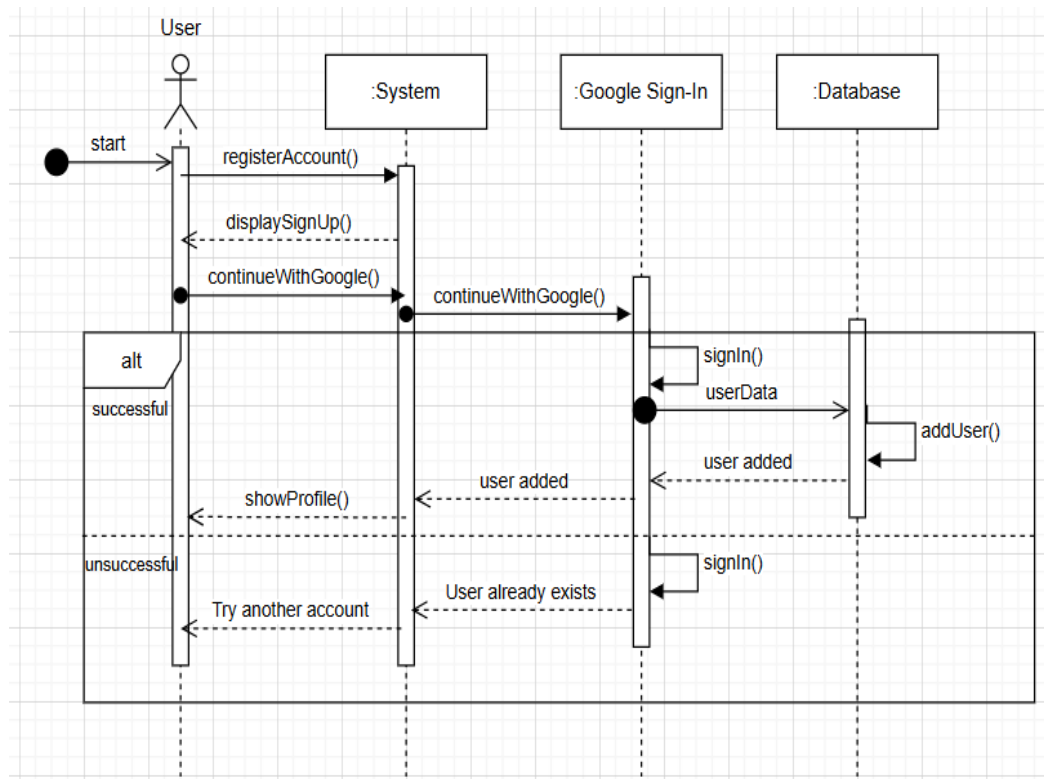 User
:System
:Google Sign-In
:Database
start
registerAccount()
displaySignUp()
continueWithGoogle()
continueWithGoogle()
alt
signIn()
successful
userData
addUser()
user added
user added
showProfile()
unsuccessful
signIn()
User already exists
Try another account